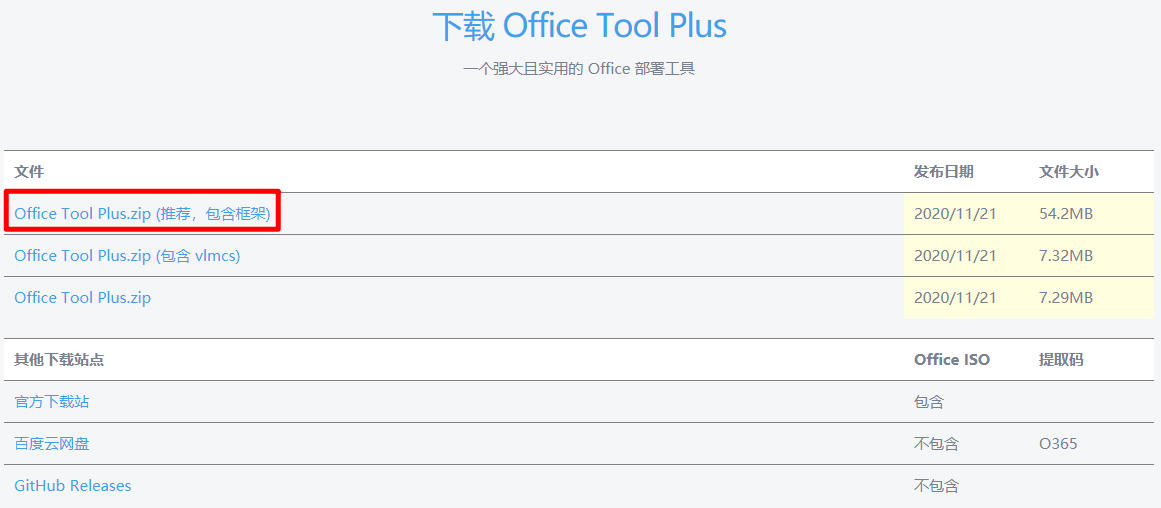 下载 Office Tool Plus
一个强大且实用的 Office 部署工具
文件 发布日期 文件大小
Office Tool Plus.zip (推荐，包含框架) 2020/11/21 54.2MB
Office Tool Plus.zip (包含 vlmcs) 2020/11/21 7.32MB
Office Tool Plus.zip 2020/11/21 7.29MB
其他下载站点 Office ISO 提取码
官方下载站 包含
百度云网盘 不包含 O365
GitHub Releases 不包含